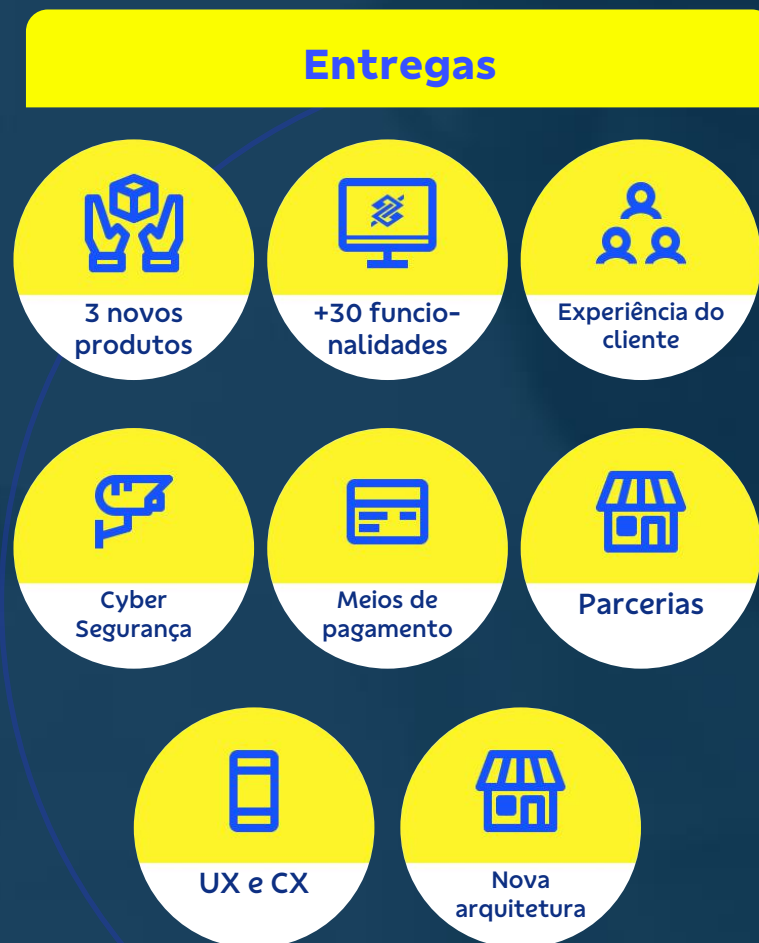 Entregas
3 novos
produtos
+30 funcio-
nalidades
Experiência do
cliente
Cyber
Segurança
Meios de
pagamento
Parcerias
UX e CX
Nova
arquitetura